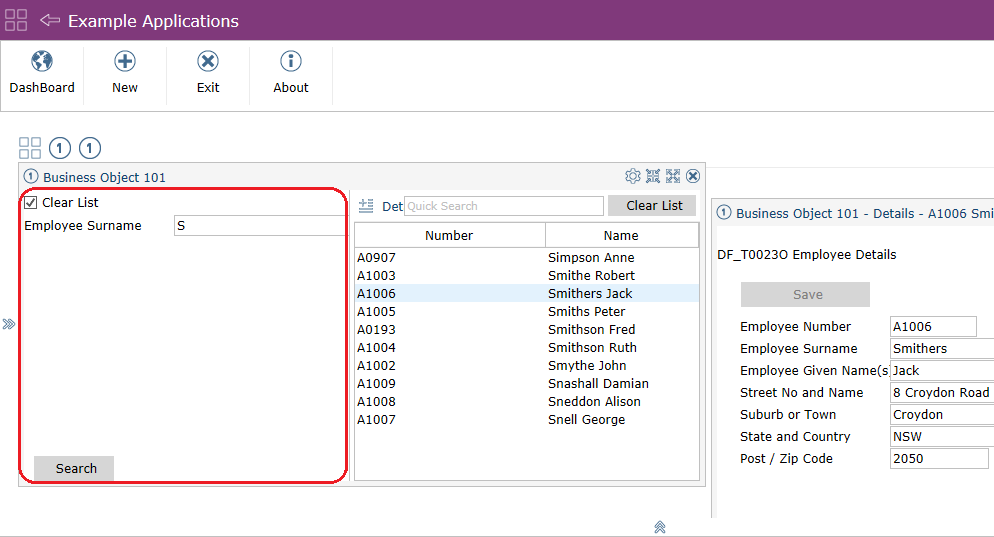 Example Applications
DashBoard New Exit About
1 1
1 Business Object 101
Clear List
Employee Surname S
Search
Det Quick Search Clear List
Number Name
A0907 Simpson Anne
A1003 Smithe Robert
A1006 Smithers Jack
A1005 Smiths Peter
A0193 Smithson Fred
A1004 Smithson Ruth
A1002 Smythe John
A1009 Snashall Damian
A1008 Sneddon Alison
A1007 Snell George
1 Business Object 101 - Details - A1006 Smi
DF_T0023O Employee Details
Save
Employee Number A1006
Employee Surname Smithers
Employee Given Name(s Jack
Street No and Name 8 Croydon Road
Suburb or Town Croydon
State and Country NSW
Post / Zip Code 2050